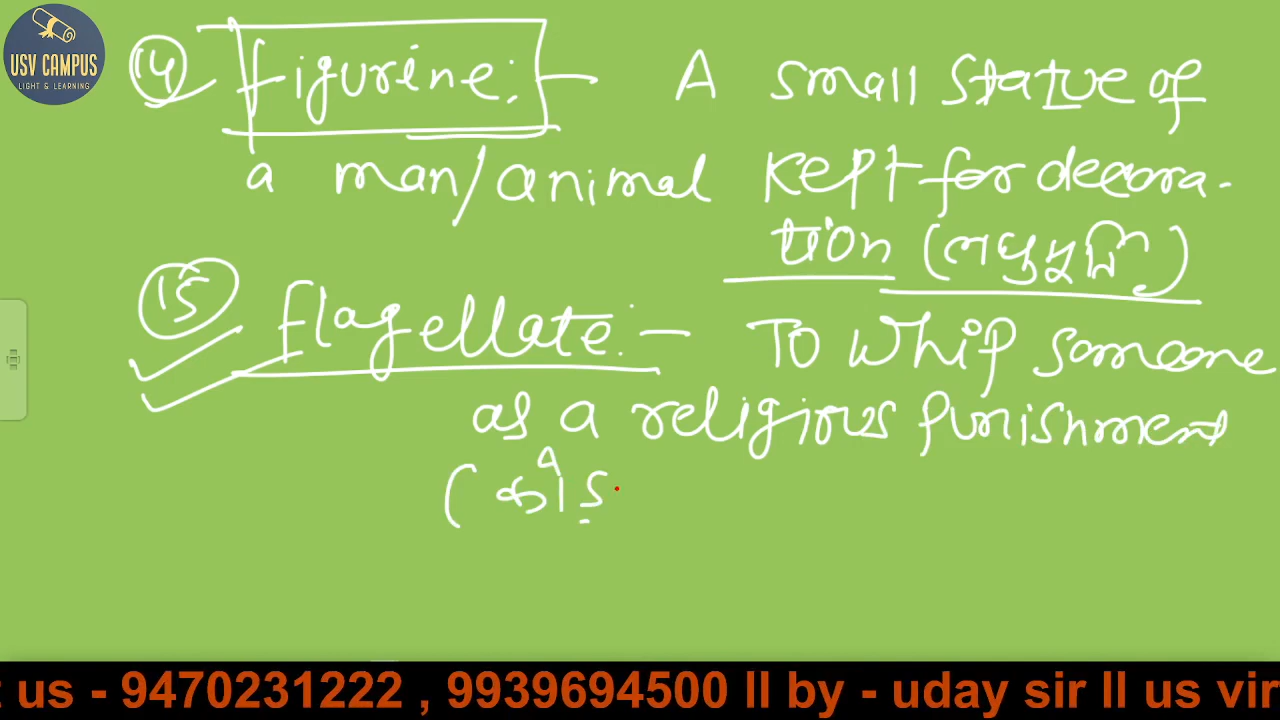 USV CAMPUS
LIGHT & LEARNING
(14) Figurine:- A small statue of
a man/animal kept for decora-
tion (लघुमूर्ति)
(15) flagellate:- To whip someone
as a religious punishment
(कोड़
t us - 9470231222 , 9939694500 ll by - uday sir ll us vir